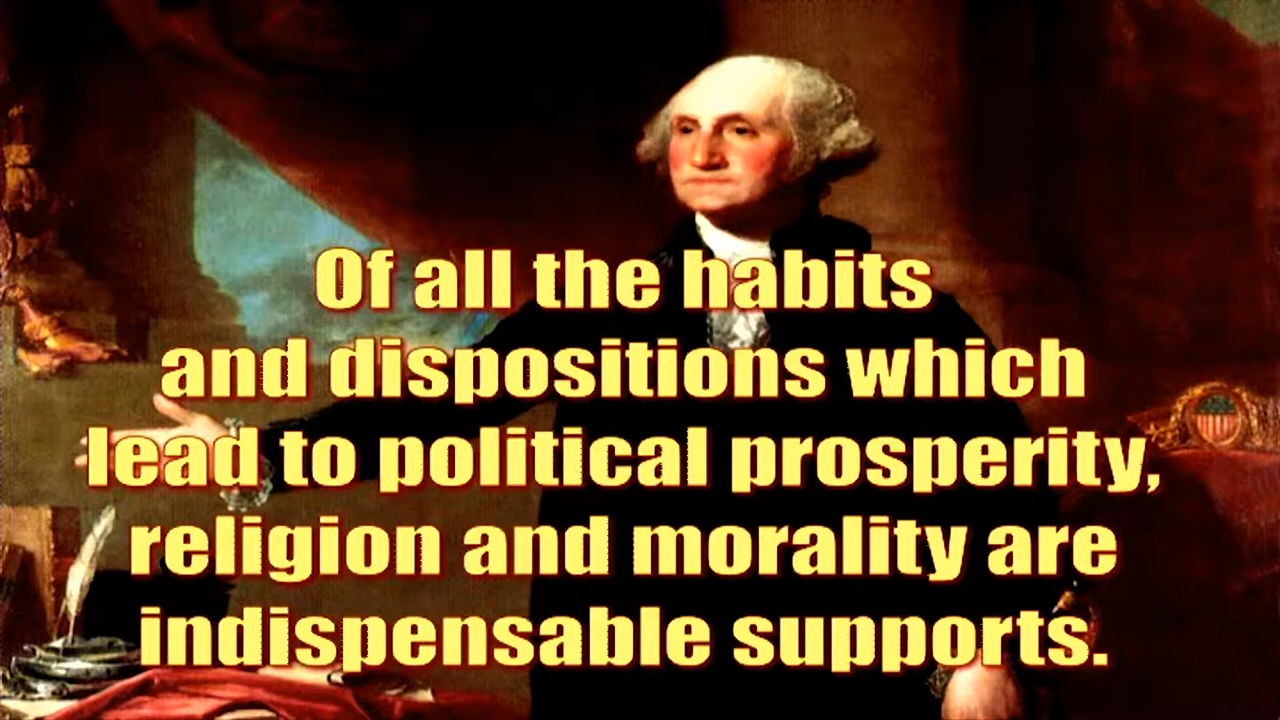 Of all the habits
and dispositions which
lead to political prosperity,
religion and morality are
indispensable supports.